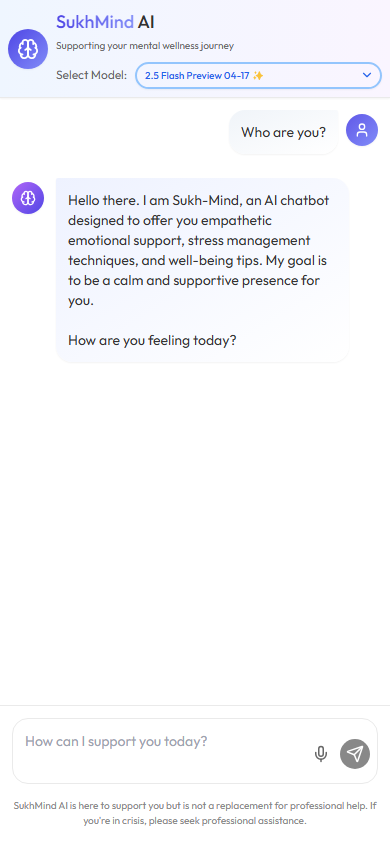 SukhMind AI
Supporting your mental wellness journey
Select Model:
2.5 Flash Preview 04-17 ✨
Who are you?
Hello there. I am Sukh-Mind, an AI chatbot
designed to offer you empathetic
emotional support, stress management
techniques, and well-being tips. My goal is
to be a calm and supportive presence for
you.
How are you feeling today?
How can I support you today?
SukhMind AI is here to support you but is not a replacement for professional help. If
you're in crisis, please seek professional assistance.